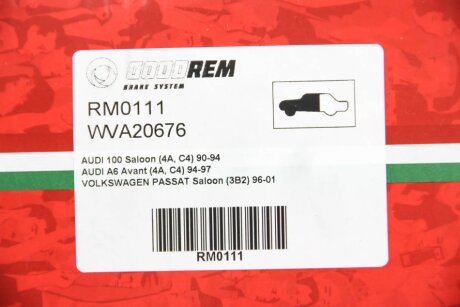 GOODREM
BRAKE SYSTEM
RM0111
WVA20676
AUDI 100 Saloon (4A, C4) 90-94
AUDI A6 Avant (4A, C4) 94-97
VOLKSWAGEN PASSAT Saloon (3B2) 96-01
RM0111